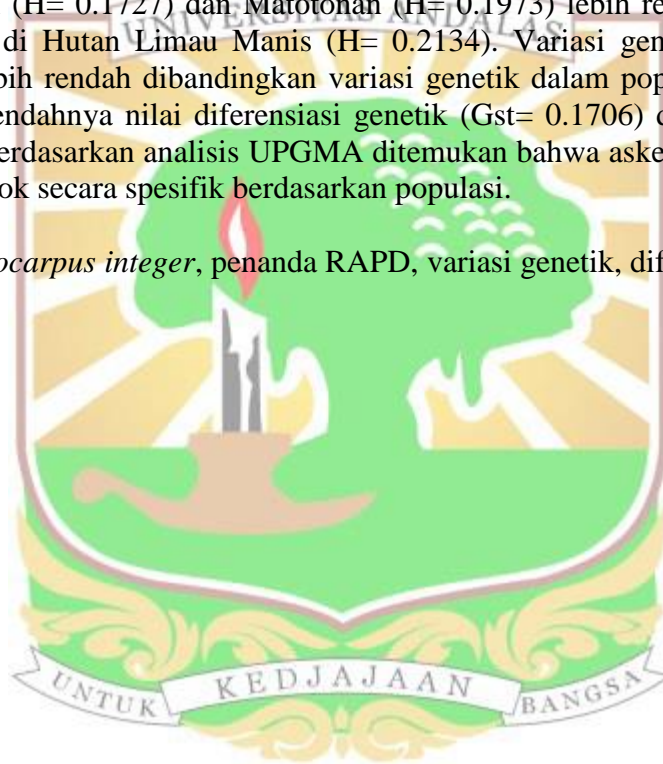 (H= 0.1727) dan Matotonan (H= 0.1973) lebih re
di Hutan Limau Manis (H= 0.2134). Variasi gen
bih rendah dibandingkan variasi genetik dalam pop
endahnya nilai diferensiasi genetik (Gst= 0.1706) d
erdasarkan analisis UPGMA ditemukan bahwa aske
ok secara spesifik berdasarkan populasi.
ocarpus integer, penanda RAPD, variasi genetik, dif
UNIVERSITAS ANDALAS
UNTUK KEDJAJAAN BANGSA